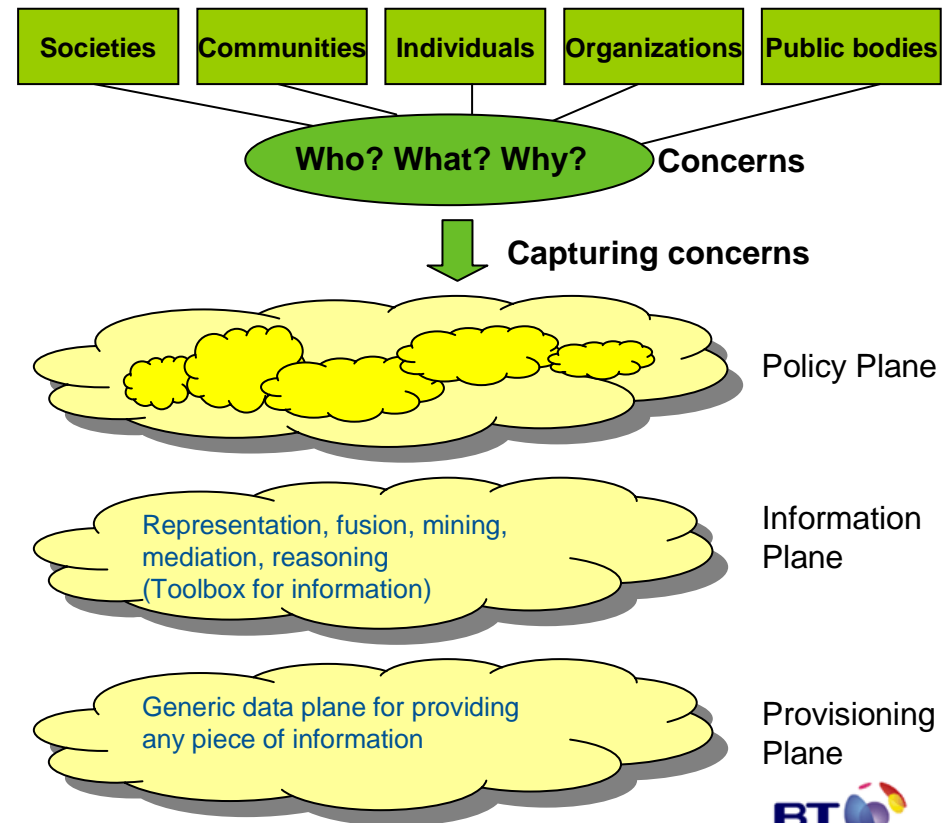 Societies
Communities
Individuals
Organizations
Public bodies
Who? What? Why?
Concerns
Capturing concerns
Policy Plane
Representation, fusion, mining,
mediation, reasoning
(Toolbox for information)
Information
Plane
Generic data plane for providing
any piece of information
Provisioning
Plane
BT